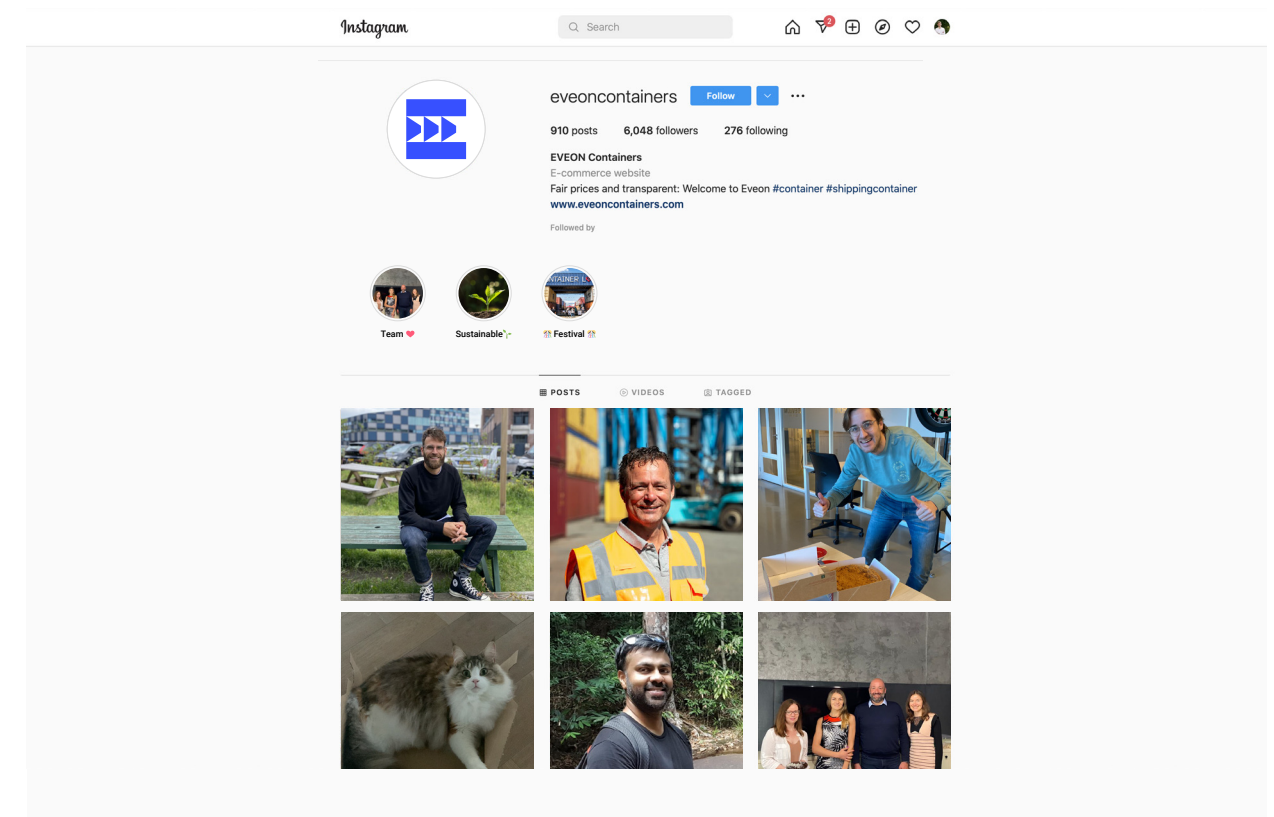 Instagram
Search
2
eveoncontainers
Follow
910 posts 6,048 followers 276 following
EVEON Containers
E-commerce website
Fair prices and transparent: Welcome to Eveon #container #shippingcontainer
www.eveoncontainers.com
Followed by
Team ❤
Sustainable🌱
🎊 Festival 🎊
POSTS VIDEOS TAGGED